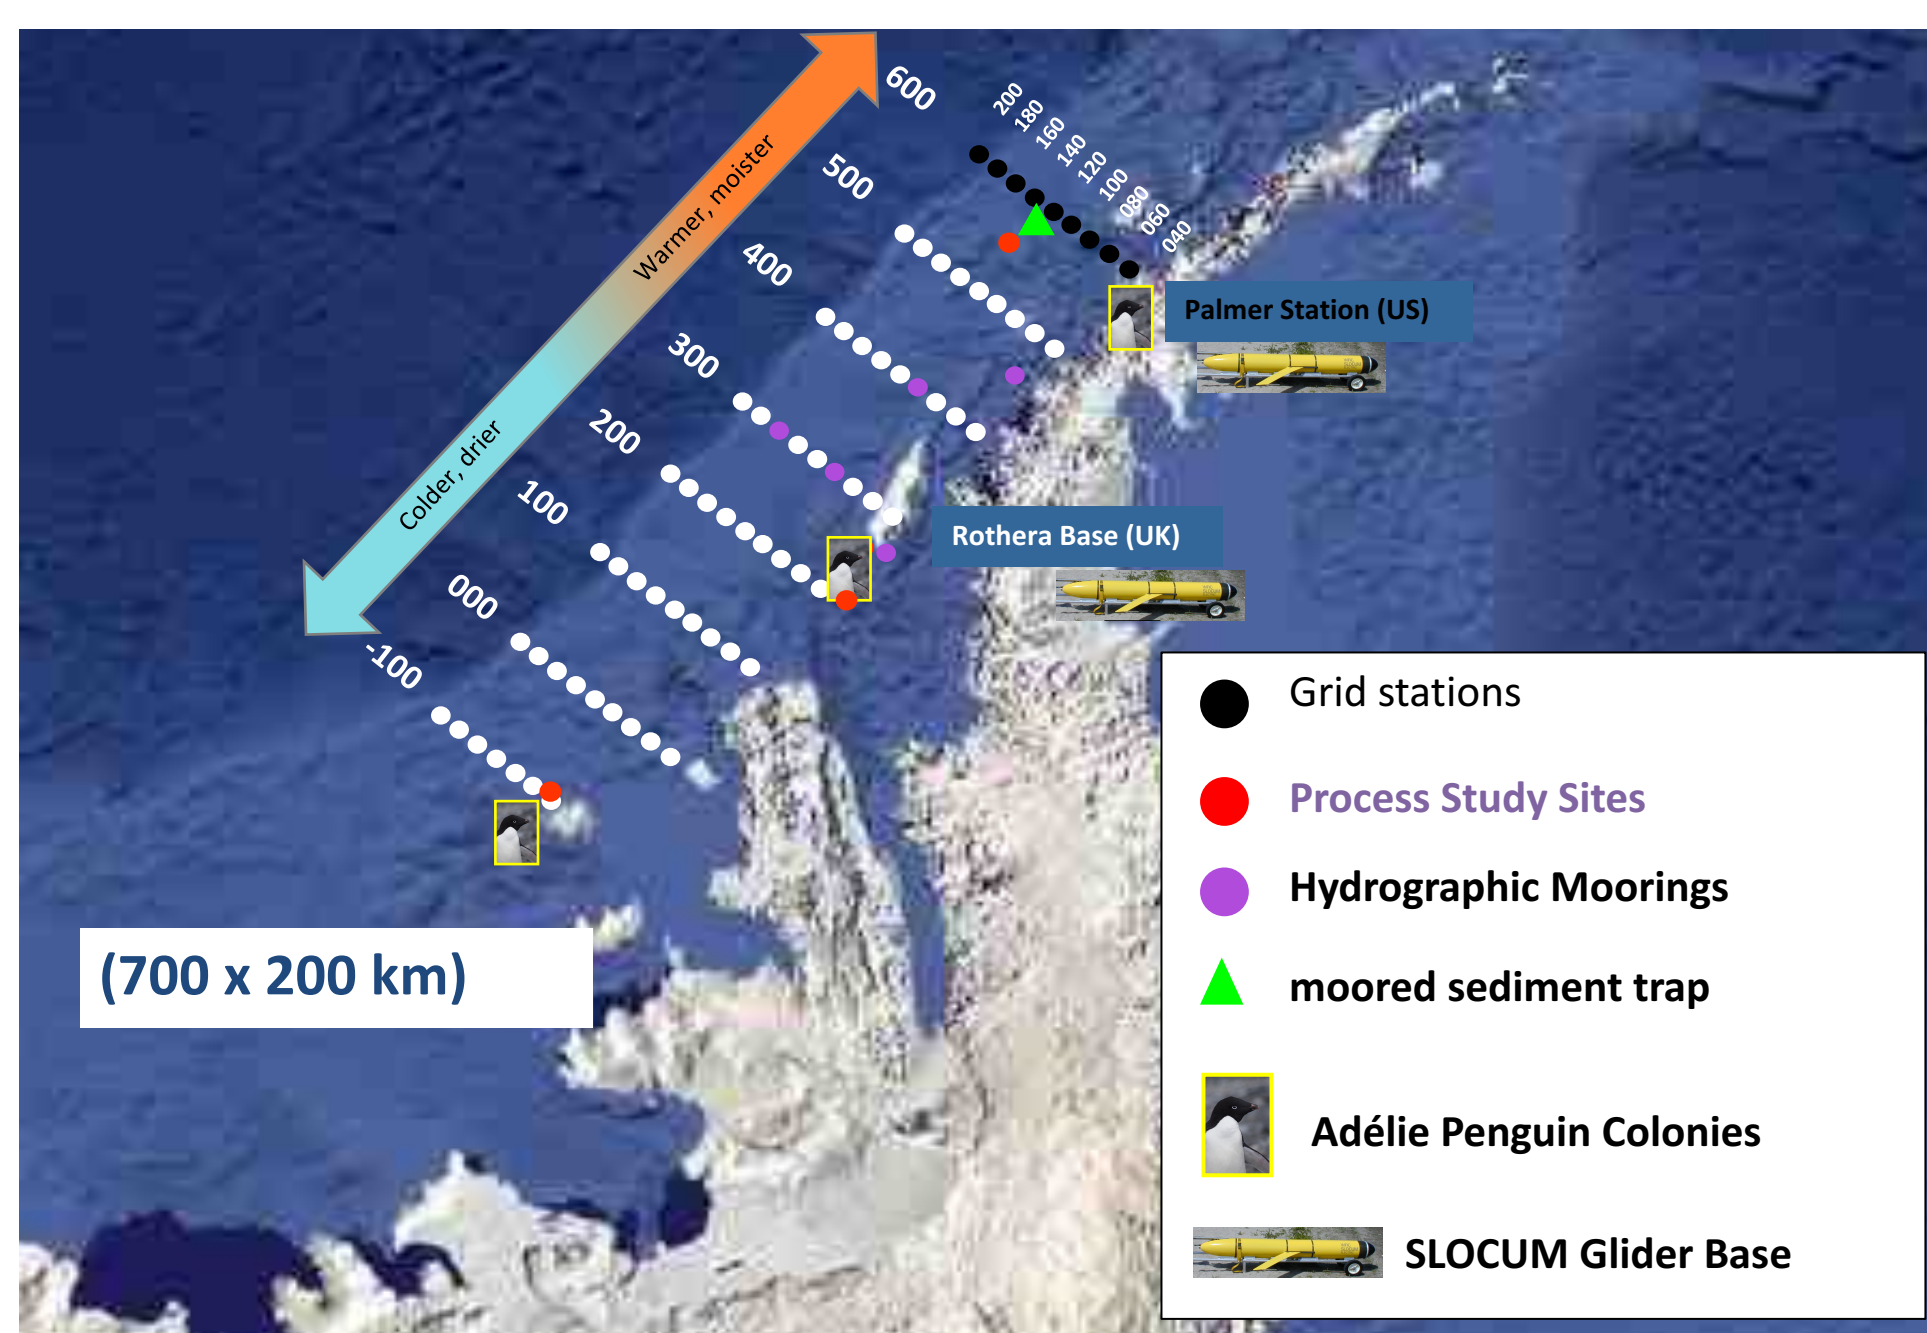 600
200
180
160
140
120
100
080
060
040
500
400
300
200
100
000
-100
Warmer, moister
Colder, drier
Palmer Station (US)
Rothera Base (UK)
(700 x 200 km)
Grid stations
Process Study Sites
Hydrographic Moorings
moored sediment trap
Adélie Penguin Colonies
SLOCUM Glider Base